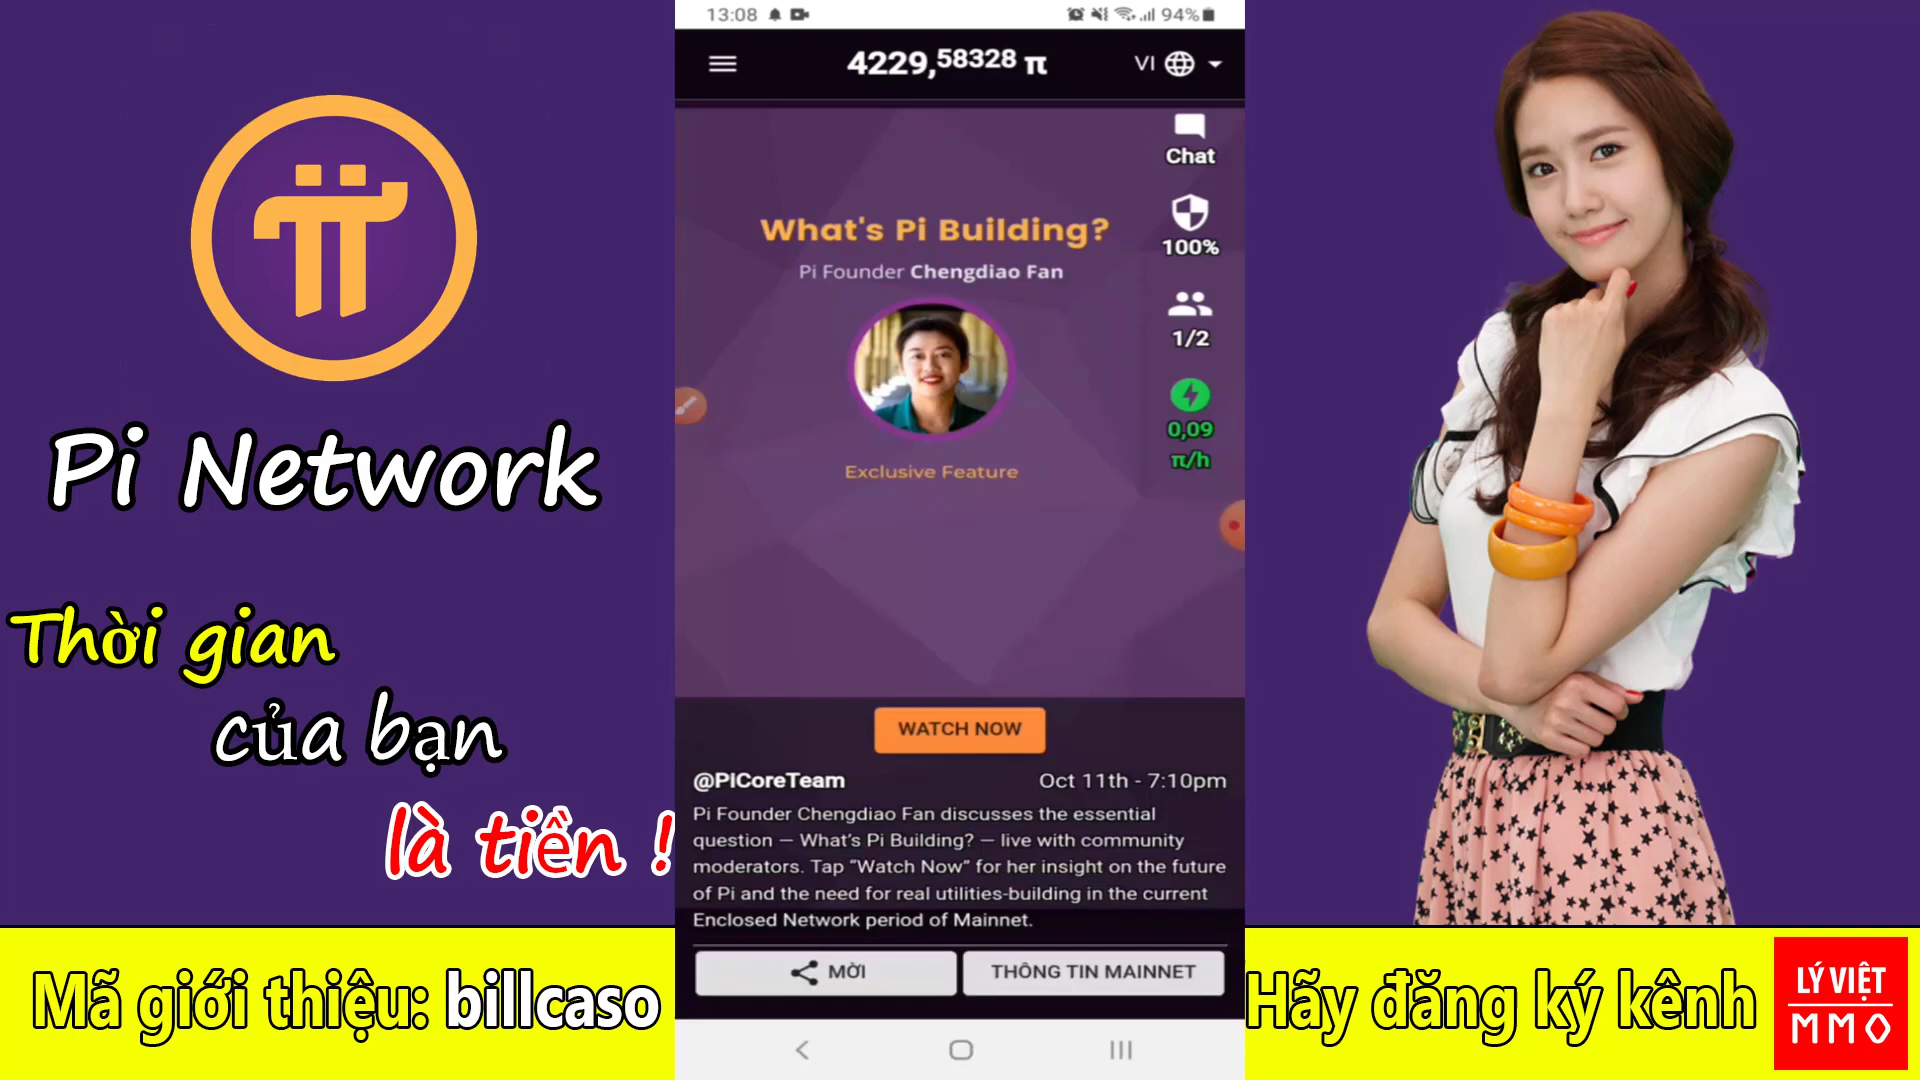 Pi Network
Thời gian
của bạn
là tiền !
Mã giới thiệu: billcaso
13:08
94%
4229,58328 π
VI
Chat
100%
1/2
0,09
π/h
What's Pi Building?
Pi Founder Chengdiao Fan
Exclusive Feature
WATCH NOW
@PiCoreTeam
Oct 11th - 7:10pm
Pi Founder Chengdiao Fan discusses the essential
question — What's Pi Building? — live with community
moderators. Tap “Watch Now” for her insight on the future
of Pi and the need for real utilities-building in the current
Enclosed Network period of Mainnet.
MỜI
THÔNG TIN MAINNET
Hãy đăng ký kênh
LÝ VIỆT
MMO